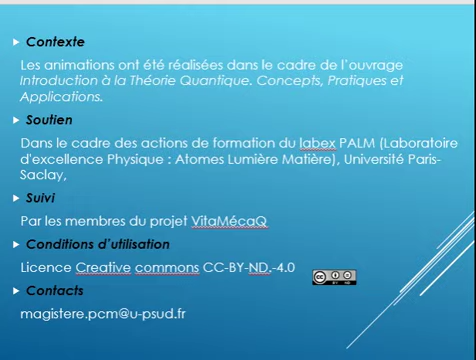 Contexte
Les animations ont été réalisées dans le cadre de l'ouvrage
Introduction à la Théorie Quantique. Concepts, Pratiques et
Applications.
Soutien
Dans le cadre des actions de formation du labex PALM (Laboratoire
d'excellence Physique : Atomes Lumière Matière), Université Paris-
Saclay,
Suivi
Par les membres du projet VitaMécaQ
Conditions d'utilisation
Licence Creative commons CC-BY-ND.-4.0
Contacts
magistere.pcm@u-psud.fr